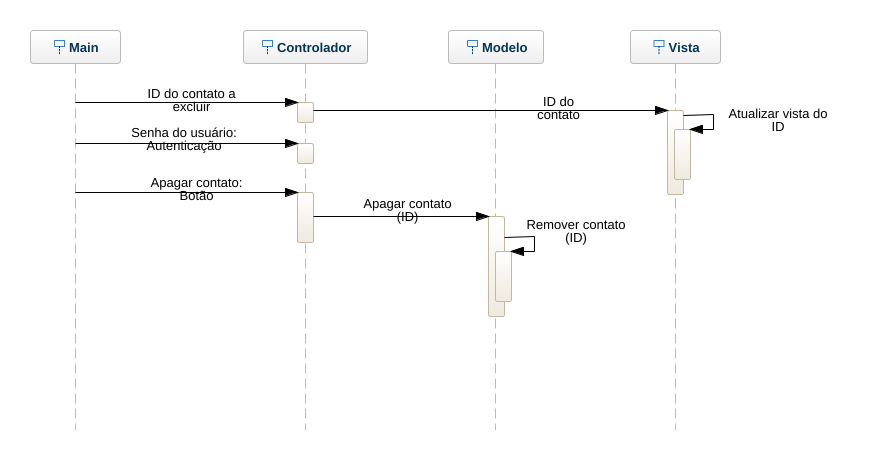 Main
Controlador
Modelo
Vista
ID do contato a
excluir
ID do
contato
Atualizar vista do
ID
Senha do usuário:
Autenticação
Apagar contato:
Botão
Apagar contato
(ID)
Remover contato
(ID)